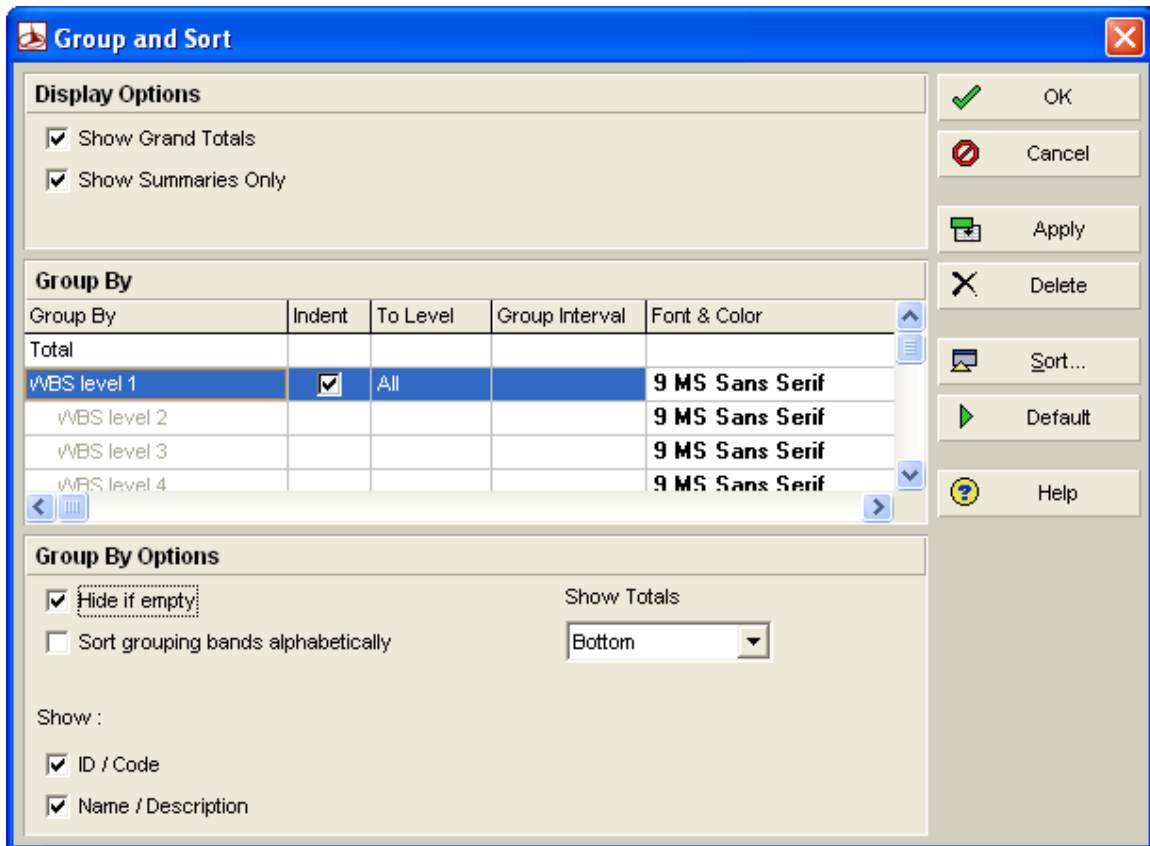 Group and Sort
Display Options
Show Grand Totals
Show Summaries Only
OK
Cancel
Apply
Delete
Sort...
Default
Help
Group By
Group By Indent To Level Group Interval Font & Color
Total
WBS level 1 All 9 MS Sans Serif
WBS level 2 9 MS Sans Serif
WBS level 3 9 MS Sans Serif
WBS level 4 9 MS Sans Serif
Group By Options
Hide if empty
Sort grouping bands alphabetically
Show Totals
Bottom
Show :
ID / Code
Name / Description